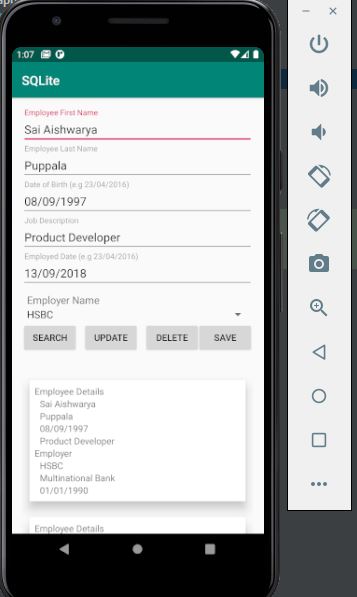 1:07
SQLite
Employee First Name
Sai Aishwarya
Employee Last Name
Puppala
Date of Birth (e.g 23/04/2016)
08/09/1997
Job Description
Product Developer
Employed Date (e.g 23/04/2016)
13/09/2018
Employer Name
HSBC
SEARCH UPDATE DELETE SAVE
Employee Details
Sai Aishwarya
Puppala
08/09/1997
Product Developer
Employer
HSBC
Multinational Bank
01/01/1990
Employee Details